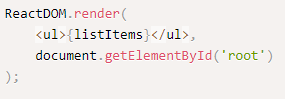 ReactDOM.render(
<ul>{listItems}</ul>,
document.getElementById('root')
);